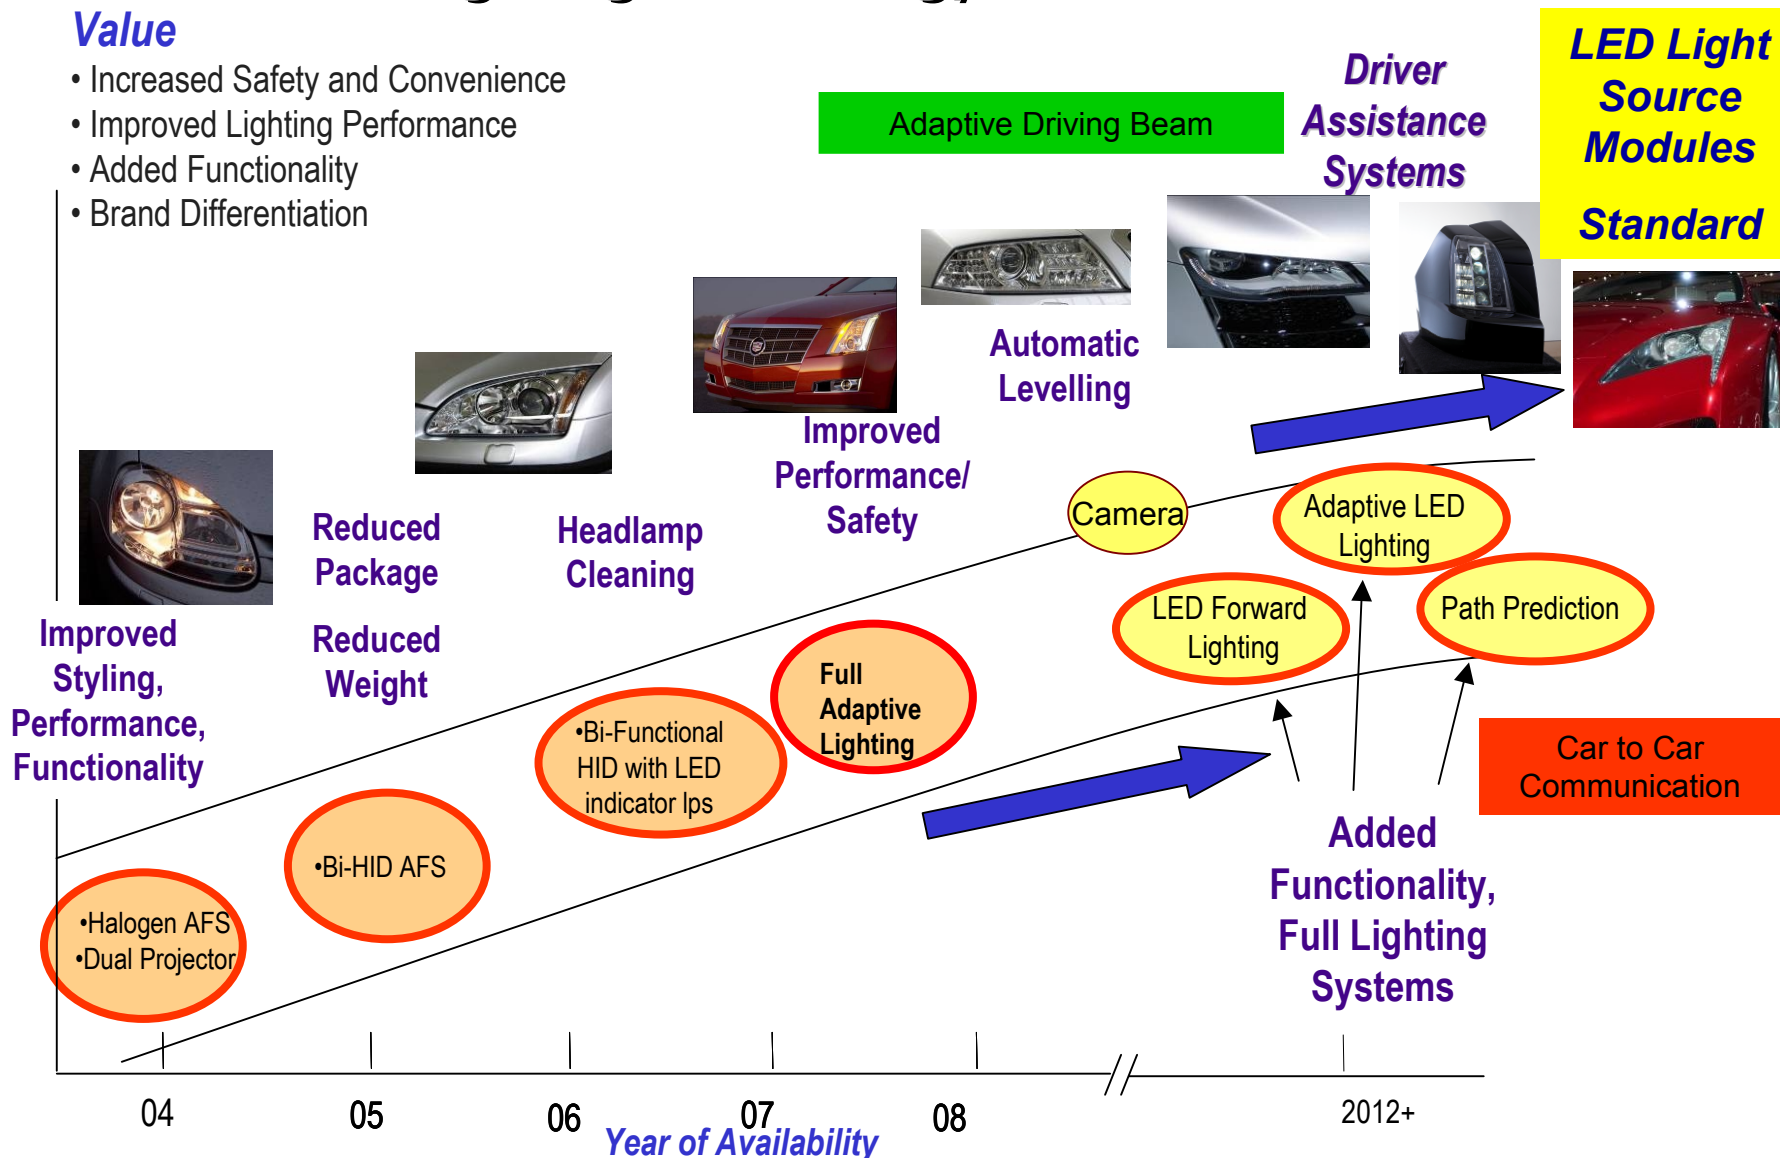 Value
• Increased Safety and Convenience
• Improved Lighting Performance
• Added Functionality
• Brand Differentiation
Adaptive Driving Beam
Driver
Assistance
Systems
LED Light
Source
Modules
Standard
Automatic
Levelling
Improved
Performance/
Safety
Headlamp
Cleaning
Reduced
Package
Reduced
Weight
Improved
Styling,
Performance,
Functionality
Camera
Adaptive LED
Lighting
LED Forward
Lighting
Path Prediction
Full
Adaptive
Lighting
•Bi-Functional
HID with LED
indicator lps
•Bi-HID AFS
•Halogen AFS
•Dual Projector
Car to Car
Communication
Added
Functionality,
Full Lighting
Systems
04
05
06
07
08
2012+
Year of Availability